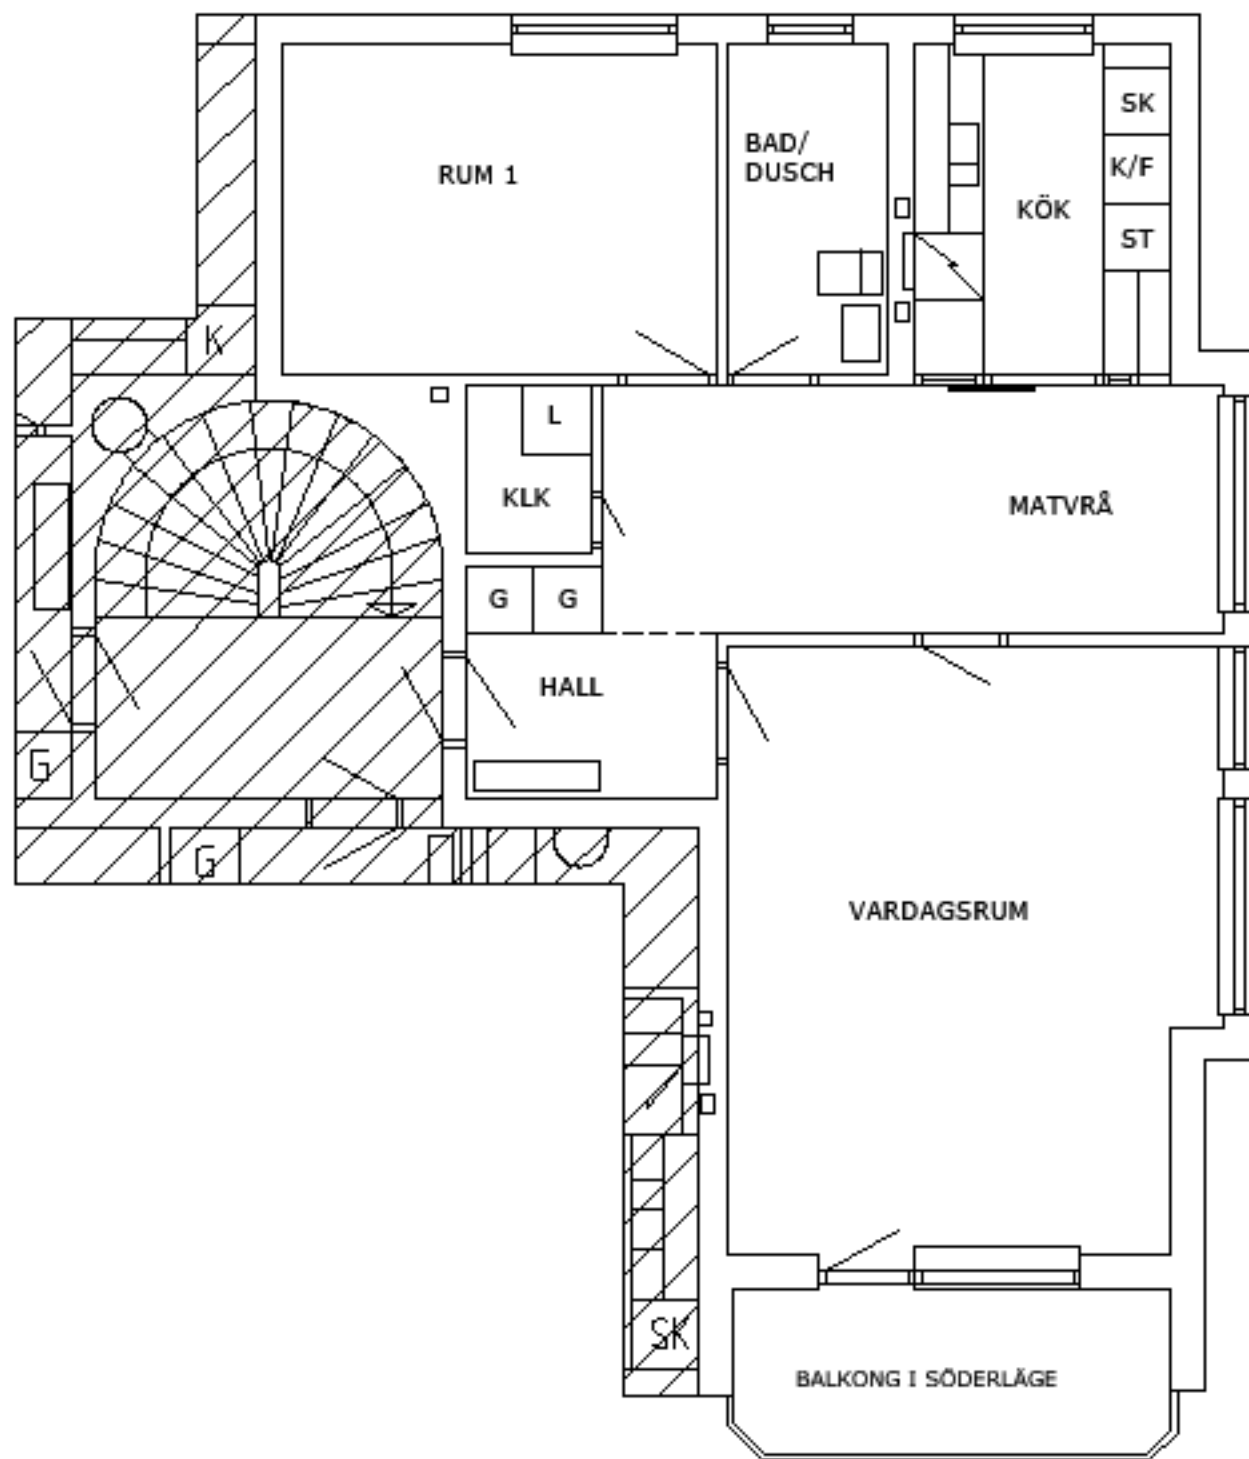 RUM 1
BAD/
DUSCH
KÖK
SK
K/F
ST
K
L
KLK
MATVRÅ
G
G
HALL
G
G
VARDAGSRUM
SK
BALKONG I SÖDERLÄGE